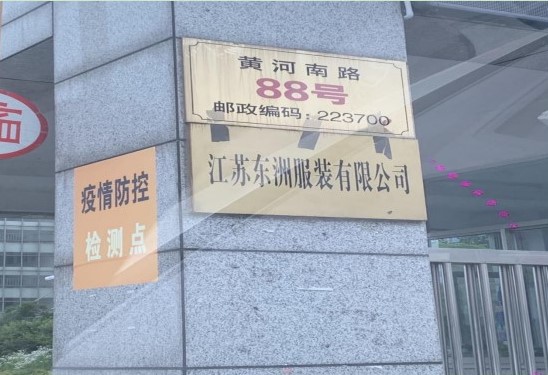 黄河南路
88号
邮政编码：223700
江苏东洲服装有限公司
疫情防控
检测点